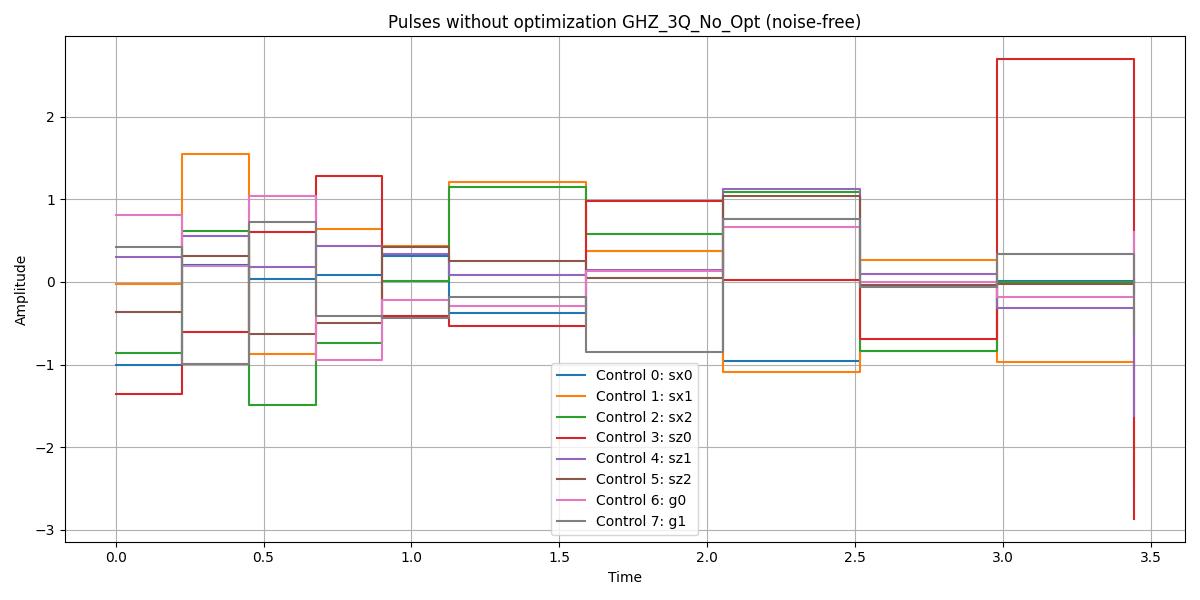 Pulses without optimization GHZ_3Q_No_Opt (noise-free)
Amplitude
2
1
0
−1
−2
−3
Control 0: sx0
Control 1: sx1
Control 2: sx2
Control 3: sz0
Control 4: sz1
Control 5: sz2
Control 6: g0
Control 7: g1
0.0 0.5 1.0 1.5 2.0 2.5 3.0 3.5
Time